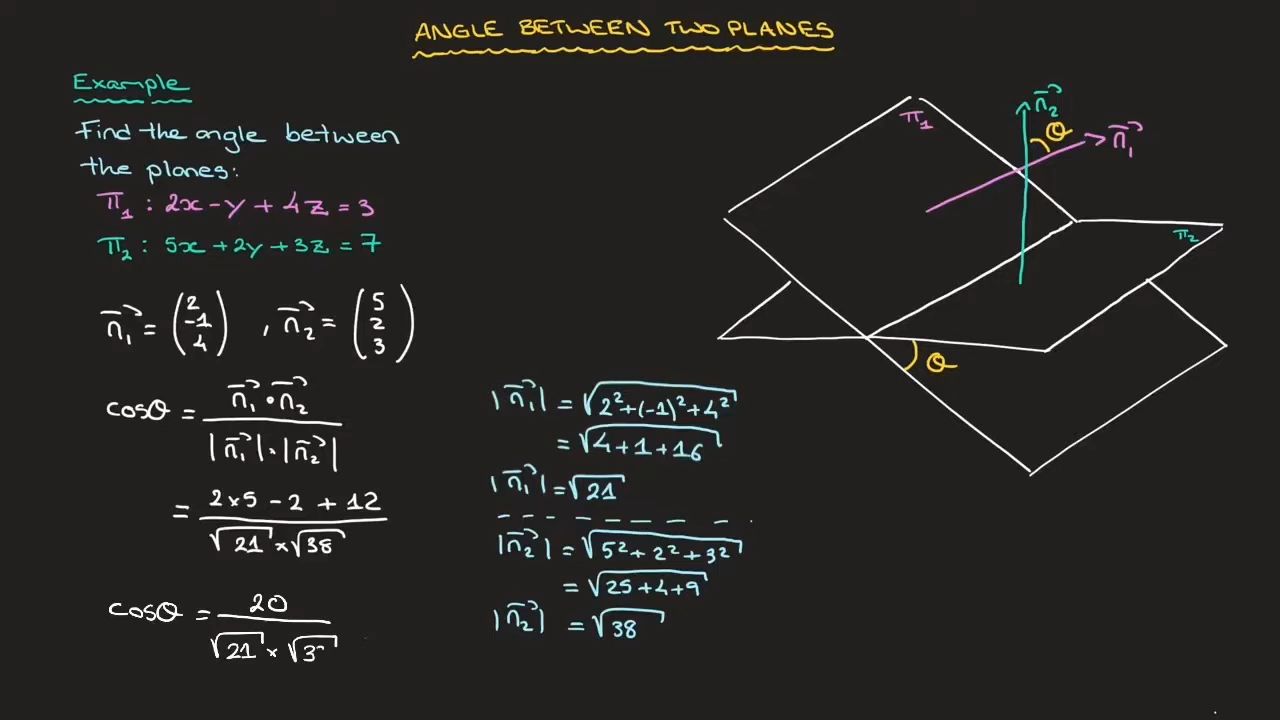 ANGLE BETWEEN TWO PLANES
Example
Find the angle between
the planes:
π₁ : 2x - y + 4z = 3
π₂ : 5x + 2y + 3z = 7
n₁⃗ = (2 -1 4) , n₂⃗ = (5 2 3)
cosθ = n₁⃗ • n₂⃗ / |n₁⃗| • |n₂⃗|
= 2×5 - 2 + 12 / √21 × √38
cosθ = 20 / √21 × √3
|n₁⃗| = √2² + (-1)² + 4²
= √4 + 1 + 16
|n₁⃗| = √21
|n₂⃗| = √5² + 2² + 3²
= √25 + 4 + 9
|n₂⃗| = √38
π₁
n₂⃗
θ
n₁⃗
π₂
θ